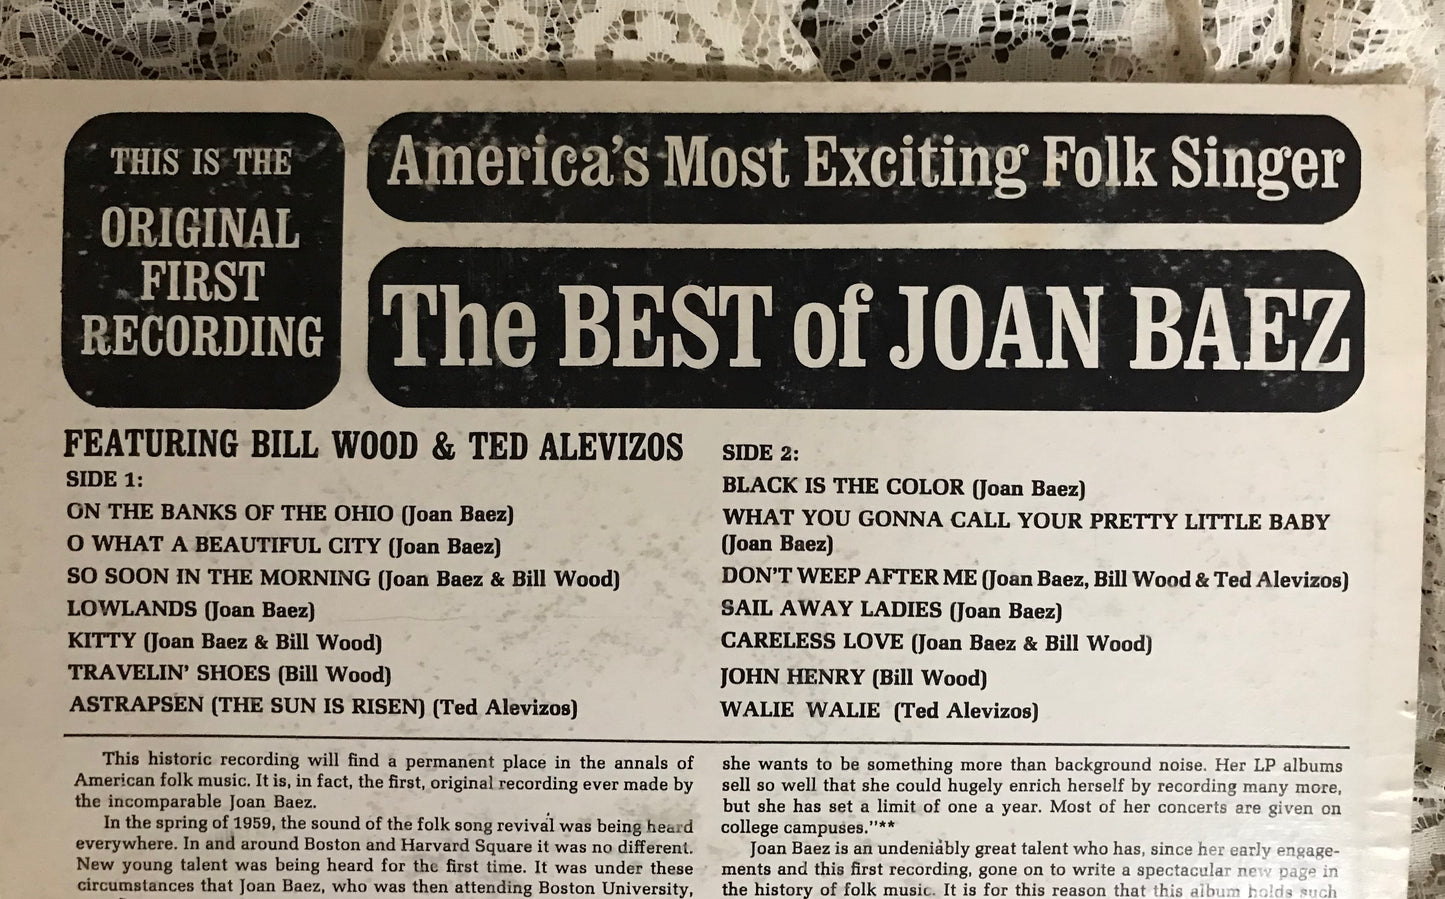 THIS IS THE
ORIGINAL
FIRST
RECORDING
America's Most Exciting Folk Singer
The BEST of JOAN BAEZ
FEATURING BILL WOOD & TED ALEVIZOS
SIDE 1:
ON THE BANKS OF THE OHIO (Joan Baez)
O WHAT A BEAUTIFUL CITY (Joan Baez)
SO SOON IN THE MORNING (Joan Baez & Bill Wood)
LOWLANDS (Joan Baez)
KITTY (Joan Baez & Bill Wood)
TRAVELIN' SHOES (Bill Wood)
ASTRAPSEN (THE SUN IS RISEN) (Ted Alevizos)
SIDE 2:
BLACK IS THE COLOR (Joan Baez)
WHAT YOU GONNA CALL YOUR PRETTY LITTLE BABY
(Joan Baez)
DON'T WEEP AFTER ME (Joan Baez, Bill Wood & Ted Alevizos)
SAIL AWAY LADIES (Joan Baez)
CARELESS LOVE (Joan Baez & Bill Wood)
JOHN HENRY (Bill Wood)
WALIE WALIE (Ted Alevizos)
This historic recording will find a permanent place in the annals of
American folk music. It is, in fact, the first, original recording ever made by
the incomparable Joan Baez.
In the spring of 1959, the sound of the folk song revival was being heard
everywhere. In and around Boston and Harvard Square it was no different.
New young talent was being heard for the first time. It was under these
circumstances that Joan Baez, who was then attending Boston University,
she wants to be something more than background noise. Her LP albums
sell so well that she could hugely enrich herself by recording many more,
but she has set a limit of one a year. Most of her concerts are given on
college campuses."**
Joan Baez is an undeniably great talent who has, since her early engage-
ments and this first recording, gone on to write a spectacular new page in
the history of folk music. It is for this reason that this album holds such